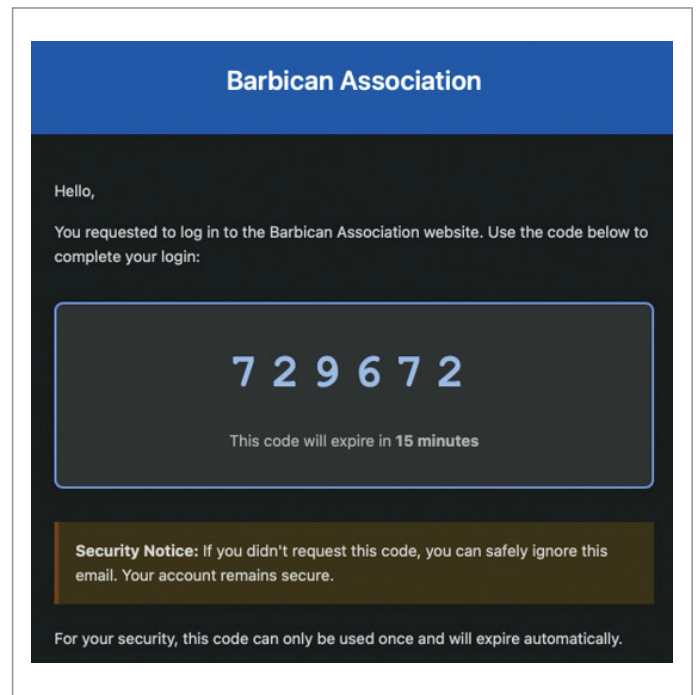 Barbican Association
Hello,
You requested to log in to the Barbican Association website. Use the code below to
complete your login:
7 2 9 6 7 2
This code will expire in 15 minutes
Security Notice: If you didn't request this code, you can safely ignore this
email. Your account remains secure.
For your security, this code can only be used once and will expire automatically.